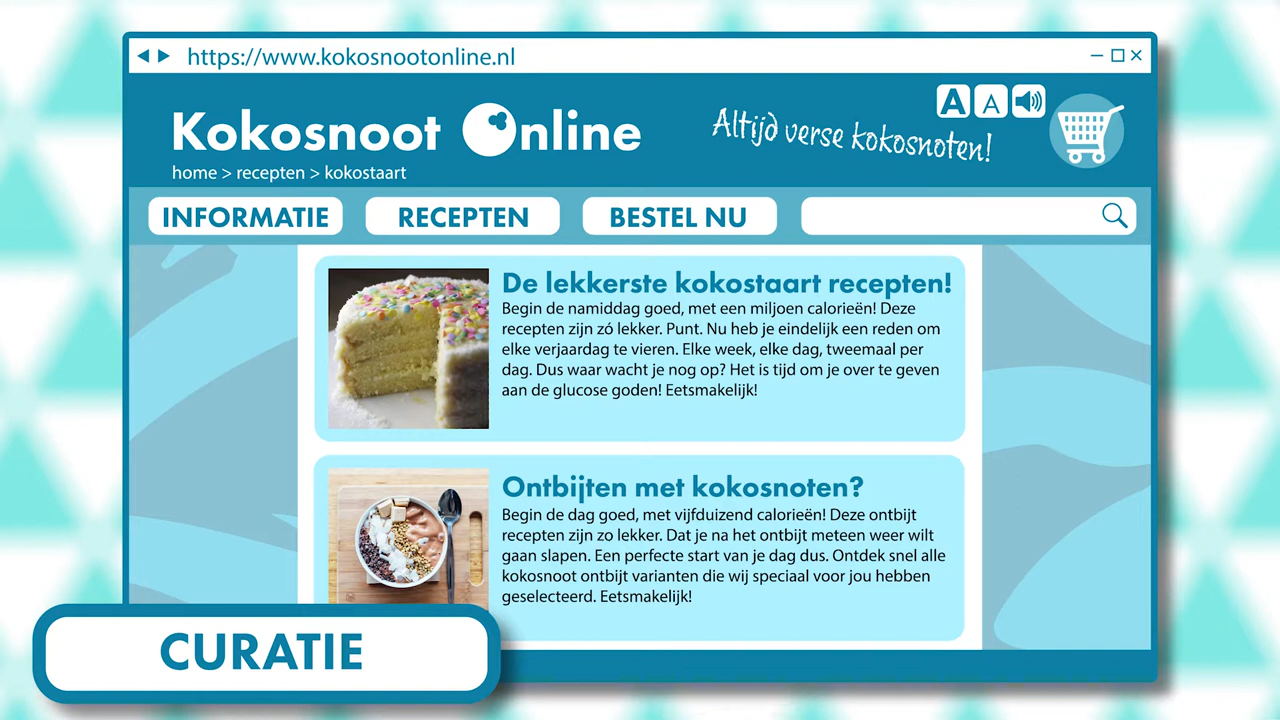 https://www.kokosnootonline.nl
A A
Kokosnoot Online
Altijd verse kokosnoten!
home > recepten > kokostaart
INFORMATIE
RECEPTEN
BESTEL NU
De lekkerste kokostaart recepten!
Begin de namiddag goed, met een miljoen calorieën! Deze
recepten zijn zó lekker. Punt. Nu heb je eindelijk een reden om
elke verjaardag te vieren. Elke week, elke dag, tweemaal per
dag. Dus waar wacht je nog op? Het is tijd om je over te geven
aan de glucose goden! Eetsmakelijk!
Ontbijten met kokosnoten?
Begin de dag goed, met vijfduizend calorieën! Deze ontbijt
recepten zijn zo lekker. Dat je na het ontbijt meteen weer wilt
gaan slapen. Een perfecte start van je dag dus. Ontdek snel alle
kokosnoot ontbijt varianten die wij speciaal voor jou hebben
geselecteerd. Eetsmakelijk!
CURATIE